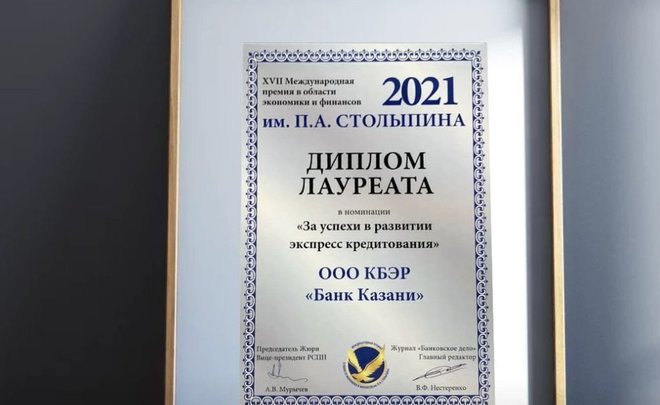 XVII Международная
премия в области
экономики и финансов
2021
им. П.А. СТОЛЫПИНА
ДИПЛОМ
ЛАУРЕАТА
в номинации
«За успехи в развитии
экспресс кредитования»
ООО КБЭР
«Банк Казани»
Председатель Жюри
Вице-президент РСПП
А.В. Мурычев
Журнал «Банковское дело»
Главный редактор
В.Ф. Нестеренко